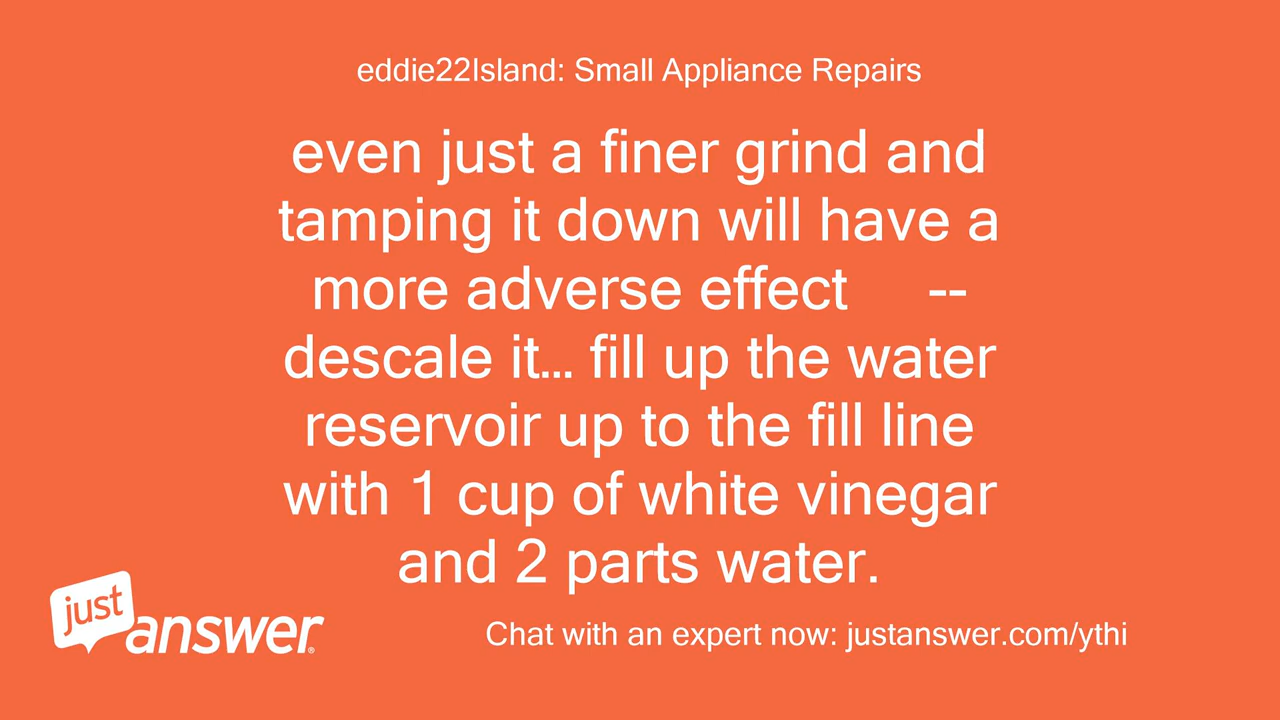 eddie22Island: Small Appliance Repairs
even just a finer grind and
tamping it down will have a
more adverse effect     --
descale it... fill up the water
reservoir up to the fill line
with 1 cup of white vinegar
and 2 parts water.
just
answer®
Chat with an expert now: justanswer.com/ythi